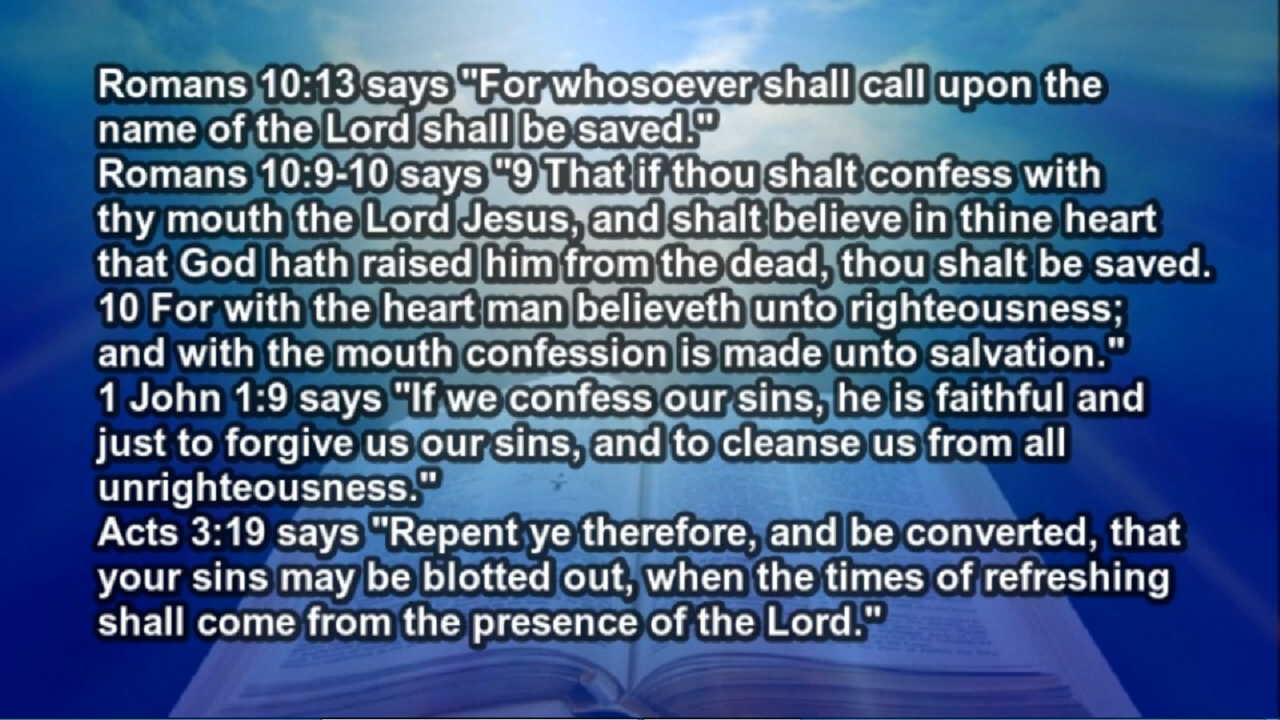 Romans 10:13 says "For whosoever shall call upon the
name of the Lord shall be saved."
Romans 10:9-10 says "9 That if thou shalt confess with
thy mouth the Lord Jesus, and shalt believe in thine heart
that God hath raised him from the dead, thou shalt be saved.
10 For with the heart man believeth unto righteousness;
and with the mouth confession is made unto salvation."
1 John 1:9 says "If we confess our sins, he is faithful and
just to forgive us our sins, and to cleanse us from all
unrighteousness."
Acts 3:19 says "Repent ye therefore, and be converted, that
your sins may be blotted out, when the times of refreshing
shall come from the presence of the Lord."